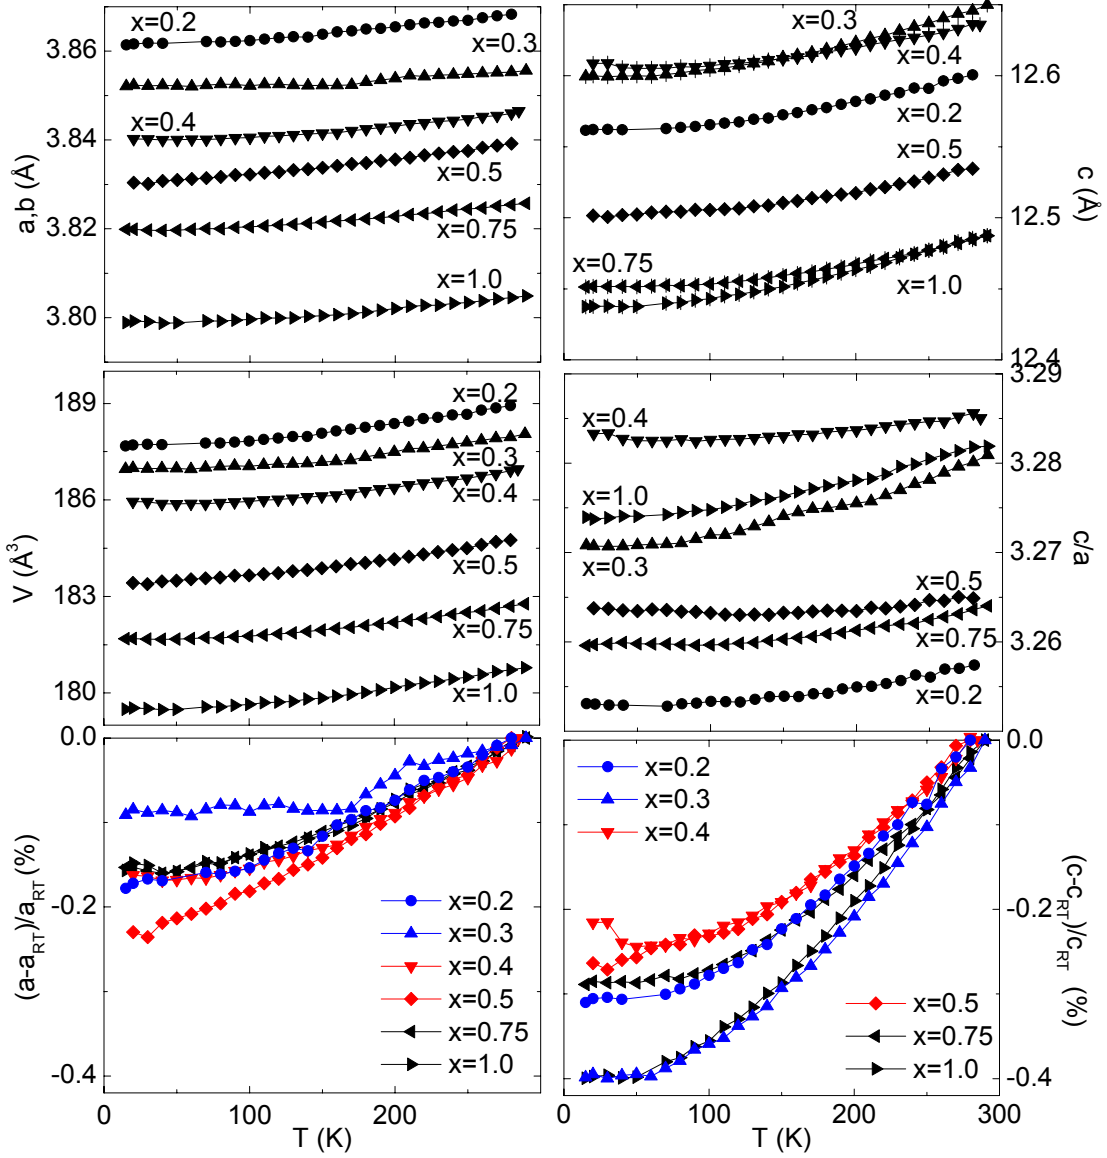 a,b (Å)
3.86
3.84
3.82
3.80
x=0.2
x=0.3
x=0.4
x=0.5
x=0.75
x=1.0
c (Å)
12.6
12.5
12.4
x=0.3
x=0.4
x=0.2
x=0.5
x=0.75
x=1.0
V (Å³)
189
186
183
180
x=0.2
x=0.3
x=0.4
x=0.5
x=0.75
x=1.0
c/a
3.29
3.28
3.27
3.26
x=0.4
x=1.0
x=0.3
x=0.5
x=0.75
x=0.2
(a-a_RT)/a_RT (%)
0.0
-0.2
-0.4
x=0.2
x=0.3
x=0.4
x=0.5
x=0.75
x=1.0
0
100
200
T (K)
(c-c_RT)/c_RT (%)
0.0
-0.2
-0.4
x=0.2
x=0.3
x=0.4
x=0.5
x=0.75
x=1.0
0
100
200
300
T (K)